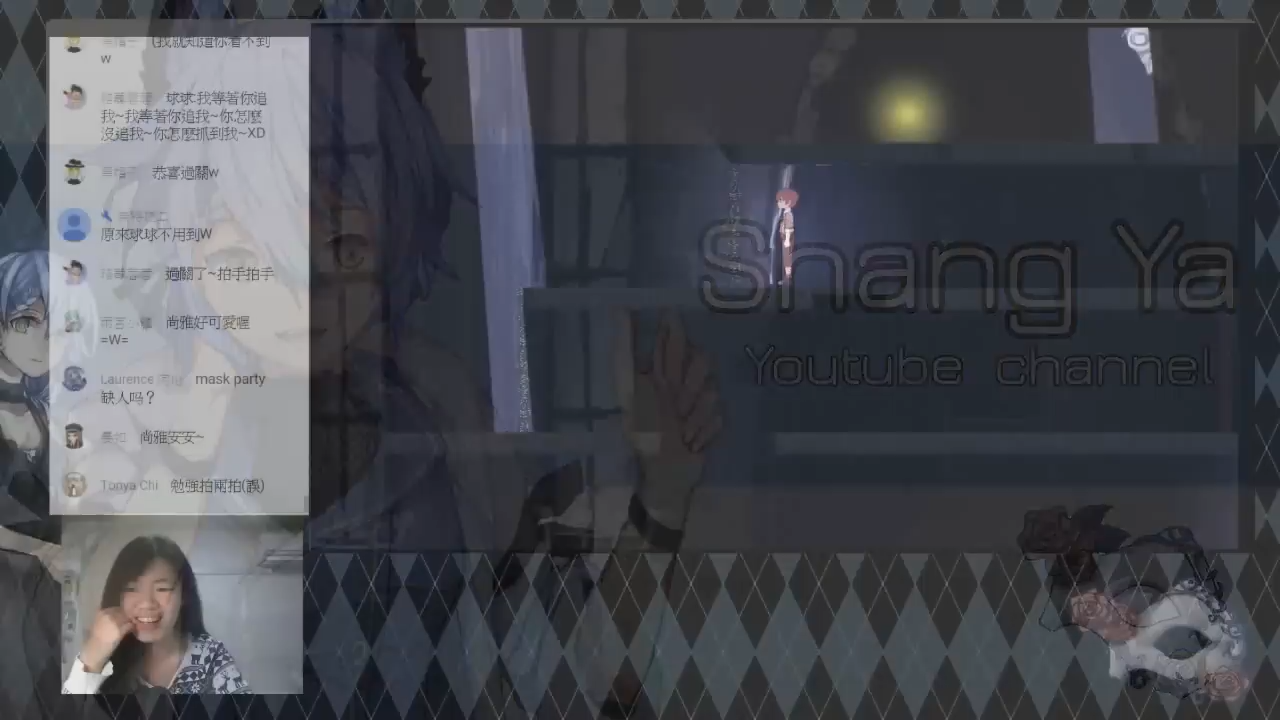 (我就知道你看不到
w
球球:我等著你追
我~我等著你追我~你怎麼
沒追我~你怎麼抓到我~XD
恭喜過關w
原來球球不用到W
過關了~拍手拍手
尚雅好可愛喔
=W=
Laurence mask party
缺人吗？
尚雅安安~
Tonya Chi 勉強拍兩拍(誤)
Shang Ya
Youtube channel